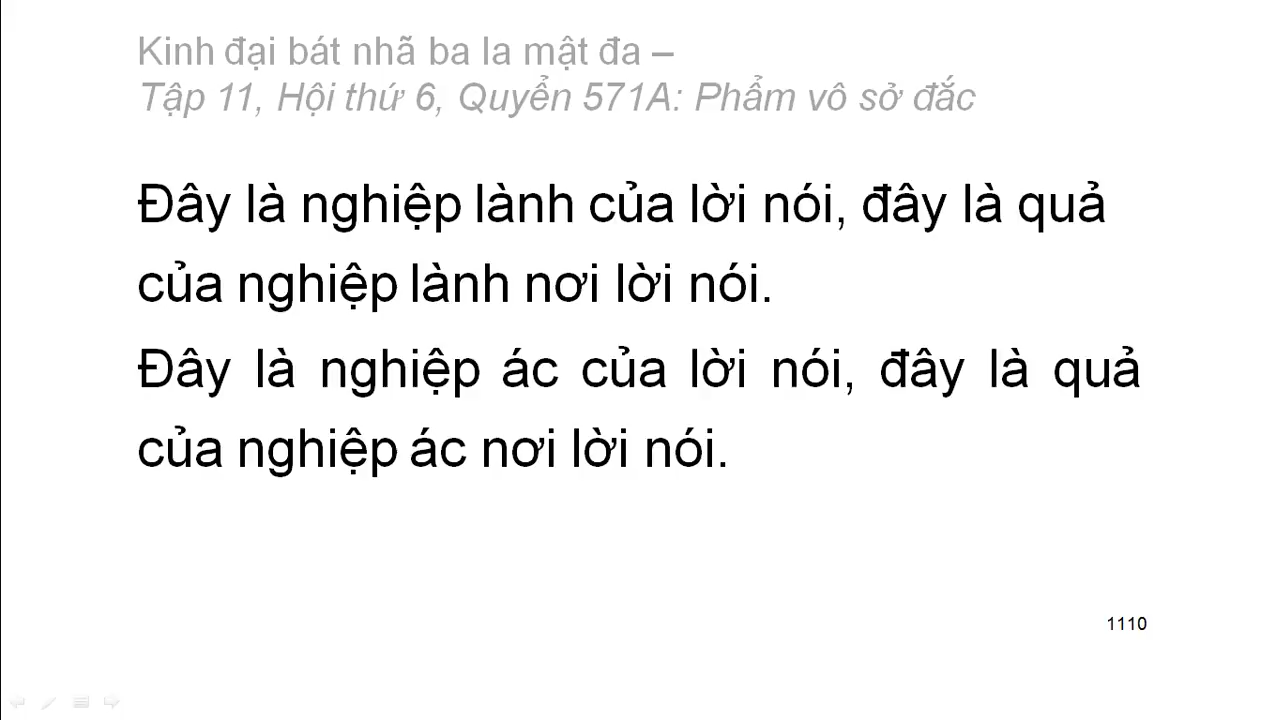 Kinh đại bát nhã ba la mật đa –
Tập 11, Hội thứ 6, Quyển 571A: Phẩm vô sở đắc
Đây là nghiệp lành của lời nói, đây là quả
của nghiệp lành nơi lời nói.
Đây là nghiệp ác của lời nói, đây là quả
của nghiệp ác nơi lời nói.
1110